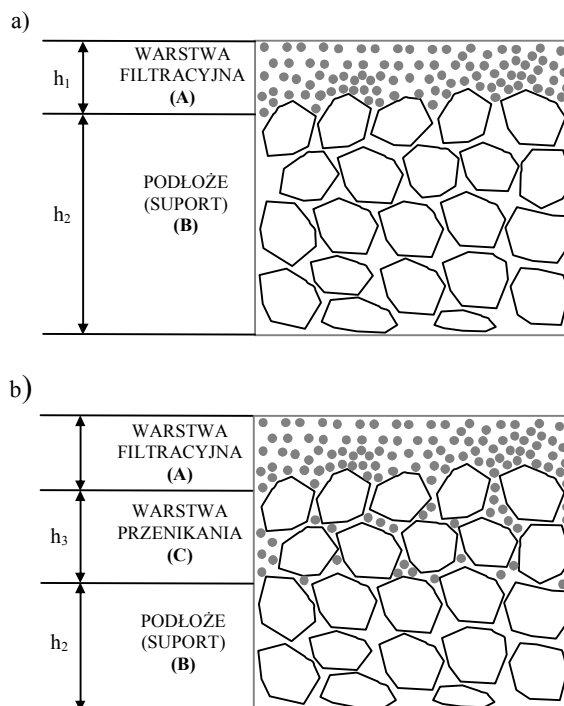 a)
h₁
WARSTWA
FILTRACYJNA
(A)
h₂
PODŁOŻE
(SUPORT)
(B)
b)
WARSTWA
FILTRACYJNA
(A)
h₃
WARSTWA
PRZENIKANIA
(C)
h₂
PODŁOŻE
(SUPORT)
(B)